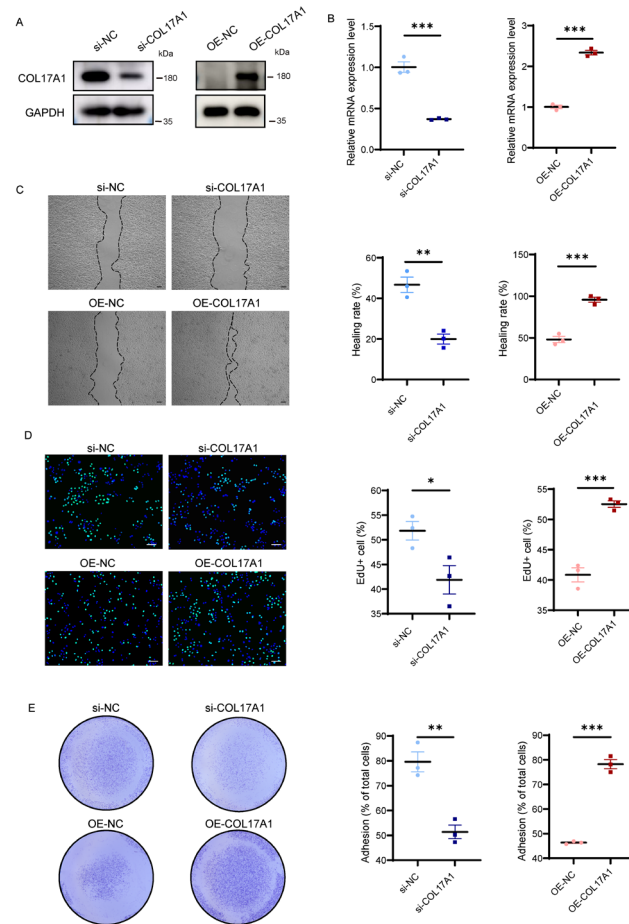 A
si-NC
si-COL17A1
kDa
OE-NC
OE-COL17A1
kDa
COL17A1
180
180
GAPDH
35
35
B
Relative mRNA expression level
1.5
1.0
0.5
0.0
***
si-NC
si-COL17A1
Relative mRNA expression level
3
2
1
0
***
OE-NC
OE-COL17A1
C
si-NC
si-COL17A1
OE-NC
OE-COL17A1
Healing rate (%)
60
40
20
0
**
si-NC
si-COL17A1
Healing rate (%)
150
100
50
0
***
OE-NC
OE-COL17A1
D
si-NC
si-COL17A1
OE-NC
OE-COL17A1
EdU+ cell (%)
60
55
50
45
40
35
*
si-NC
si-COL17A1
EdU+ cell (%)
55
50
45
40
35
***
OE-NC
OE-COL17A1
E
si-NC
si-COL17A1
OE-NC
OE-COL17A1
Adhesion (% of total cells)
90
80
70
60
50
40
**
si-NC
si-COL17A1
Adhesion (% of total cells)
90
80
70
60
50
40
***
OE-NC
OE-COL17A1